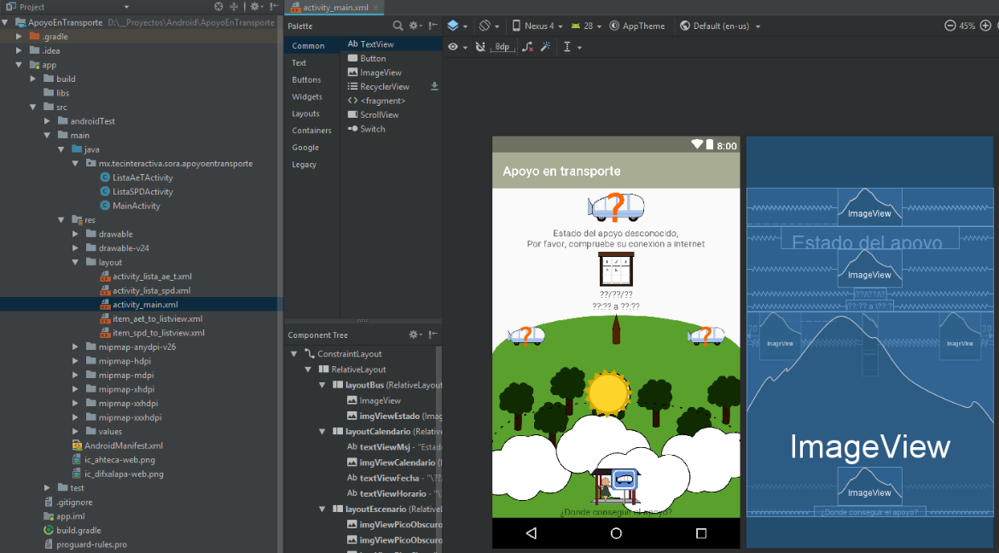 Project
activity_main.xml
ApoyoEnTransporte D:\__Proyectos\Android\ApoyoEnTransporte
.gradle
.idea
app
build
libs
src
androidTest
main
java
mx.tecinteractiva.sora.apoyoentransporte
ListaAeTActivity
ListaSPDActivity
MainActivity
res
drawable
drawable-v24
layout
activity_lista_ae_t.xml
activity_lista_spd.xml
activity_main.xml
item_aet_to_listview.xml
item_spd_to_listview.xml
mipmap-anydpi-v26
mipmap-hdpi
mipmap-mdpi
mipmap-xhdpi
mipmap-xxhdpi
mipmap-xxxhdpi
values
AndroidManifest.xml
ic_ahteca-web.png
ic_difxalapa-web.png
test
.gitignore
app.iml
build.gradle
proguard-rules.pro
Palette
Common
Text
Buttons
Widgets
Layouts
Containers
Google
Legacy
Ab TextView
Button
ImageView
RecyclerView
<> <fragment>
ScrollView
Switch
Component Tree
ConstraintLayout
RelativeLayout
layoutBus (RelativeLayout
ImageView
imgViewEstado (Imag
layoutCalendario (Relative
Ab textViewMsj - "Estad
imgViewCalendario (I
Ab textViewFecha - "\??/
Ab textViewHorario - "\
layoutEscenario (Relative
imgViewPicoObscuro
imgViewPicoObscuro
Nexus 4
28
AppTheme
Default (en-us)
45%
8dp
8:00
Apoyo en transporte
?
Estado del apoyo desconocido,
Por favor, compruebe su conexión a internet
??/??/??
??:?? a ??:??
?
?
¿Donde conseguir el apoyo?
ImageView
Estado del apoyo
ImageView
??/??/??
??:?? a \??:?
ImageView
ImageView
ImageView
ImageView
¿Donde conseguir el apoyo?